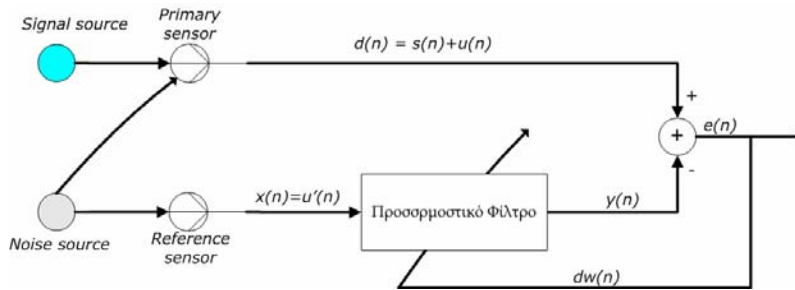 Signal source
Primary
sensor
d(n) = s(n)+u(n)
+
+
e(n)
-
x(n)=u'(n)
Προσαρμοστικό Φίλτρο
y(n)
Noise source
Reference
sensor
dw(n)